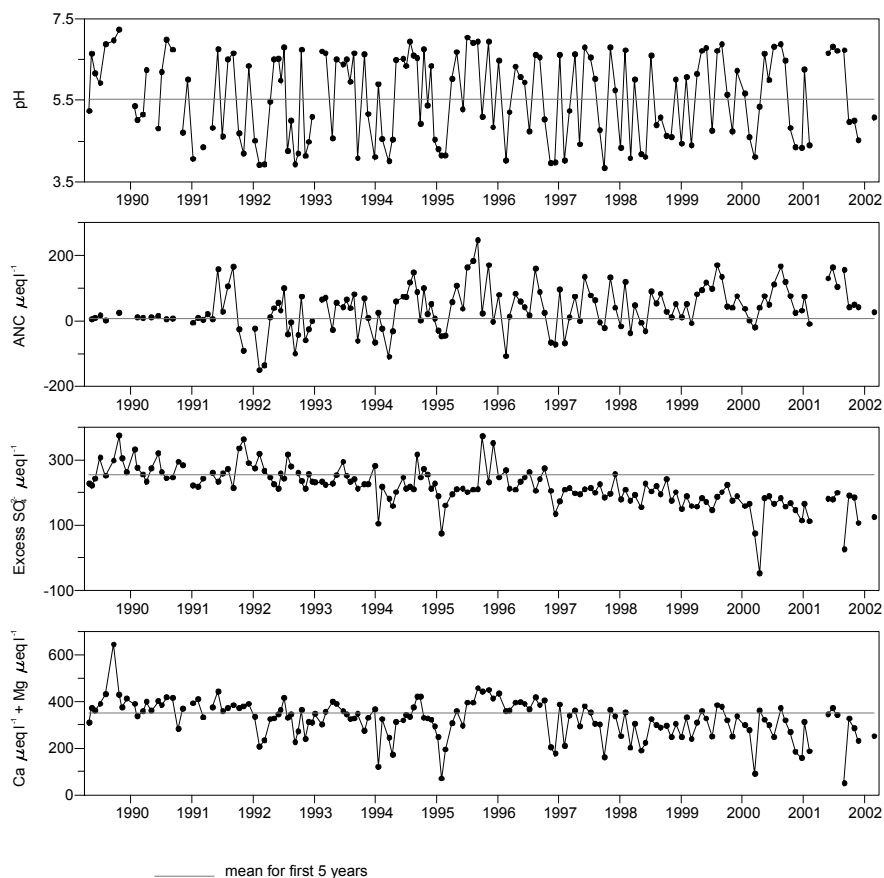 7.5
5.5
3.5
pH
1990 1991 1992 1993 1994 1995 1996 1997 1998 1999 2000 2001 2002
200
0
-200
ANC μeq l⁻¹
1990 1991 1992 1993 1994 1995 1996 1997 1998 1999 2000 2001 2002
300
100
-100
Excess SO₄²⁻ μeq l⁻¹
1990 1991 1992 1993 1994 1995 1996 1997 1998 1999 2000 2001 2002
600
400
200
0
Ca μeq l⁻¹ + Mg μeq l⁻¹
1990 1991 1992 1993 1994 1995 1996 1997 1998 1999 2000 2001 2002
mean for first 5 years